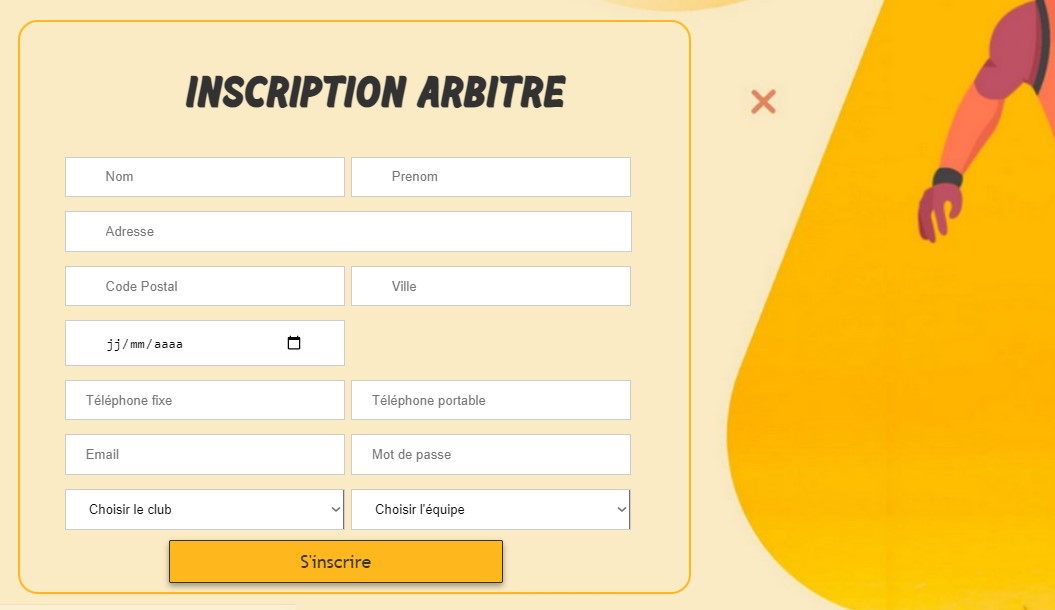 INSCRIPTION ARBITRE
Nom
Prenom
Adresse
Code Postal
Ville
jj/mm/aaaa
Téléphone fixe
Téléphone portable
Email
Mot de passe
Choisir le club
Choisir l'équipe
S'inscrire